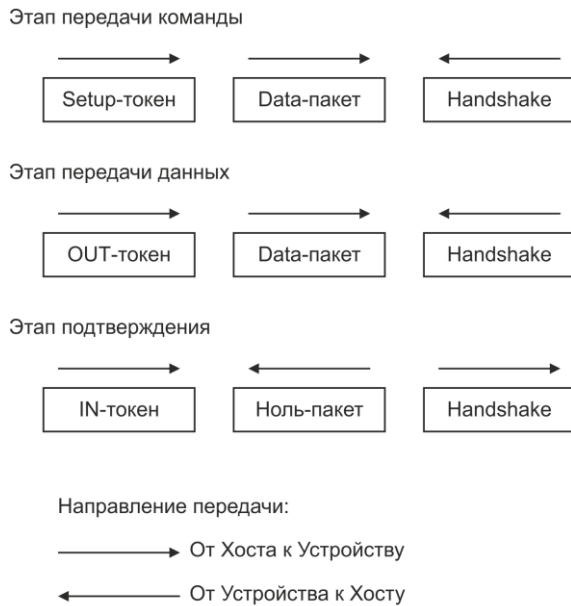 Этап передачи команды
Setup-токен Data-пакет Handshake
Этап передачи данных
OUT-токен Data-пакет Handshake
Этап подтверждения
IN-токен Ноль-пакет Handshake
Направление передачи:
От Хоста к Устройству
От Устройства к Хосту